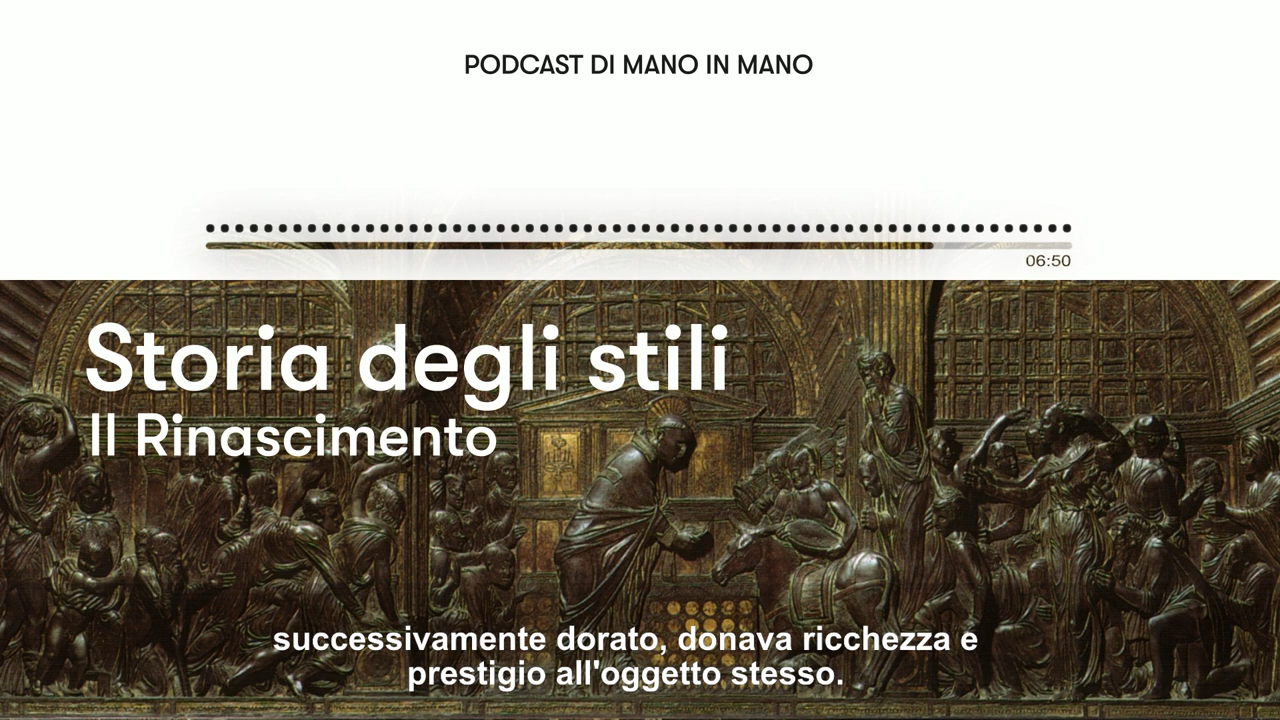 PODCAST DI MANO IN MANO
06:50
Storia degli stili
Il Rinascimento
successivamente dorato, donava ricchezza e
prestigio all'oggetto stesso.